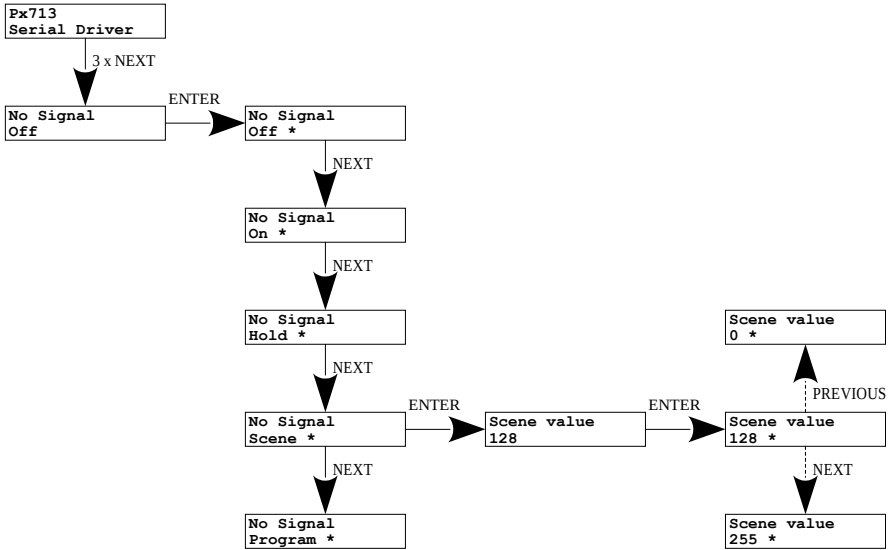 Px713
Serial Driver
3 x NEXT
No Signal
Off
ENTER
No Signal
Off *
NEXT
No Signal
On *
NEXT
No Signal
Hold *
NEXT
No Signal
Scene *
ENTER
Scene value
128
ENTER
Scene value
128 *
PREVIOUS
Scene value
0 *
NEXT
Scene value
255 *
NEXT
No Signal
Program *